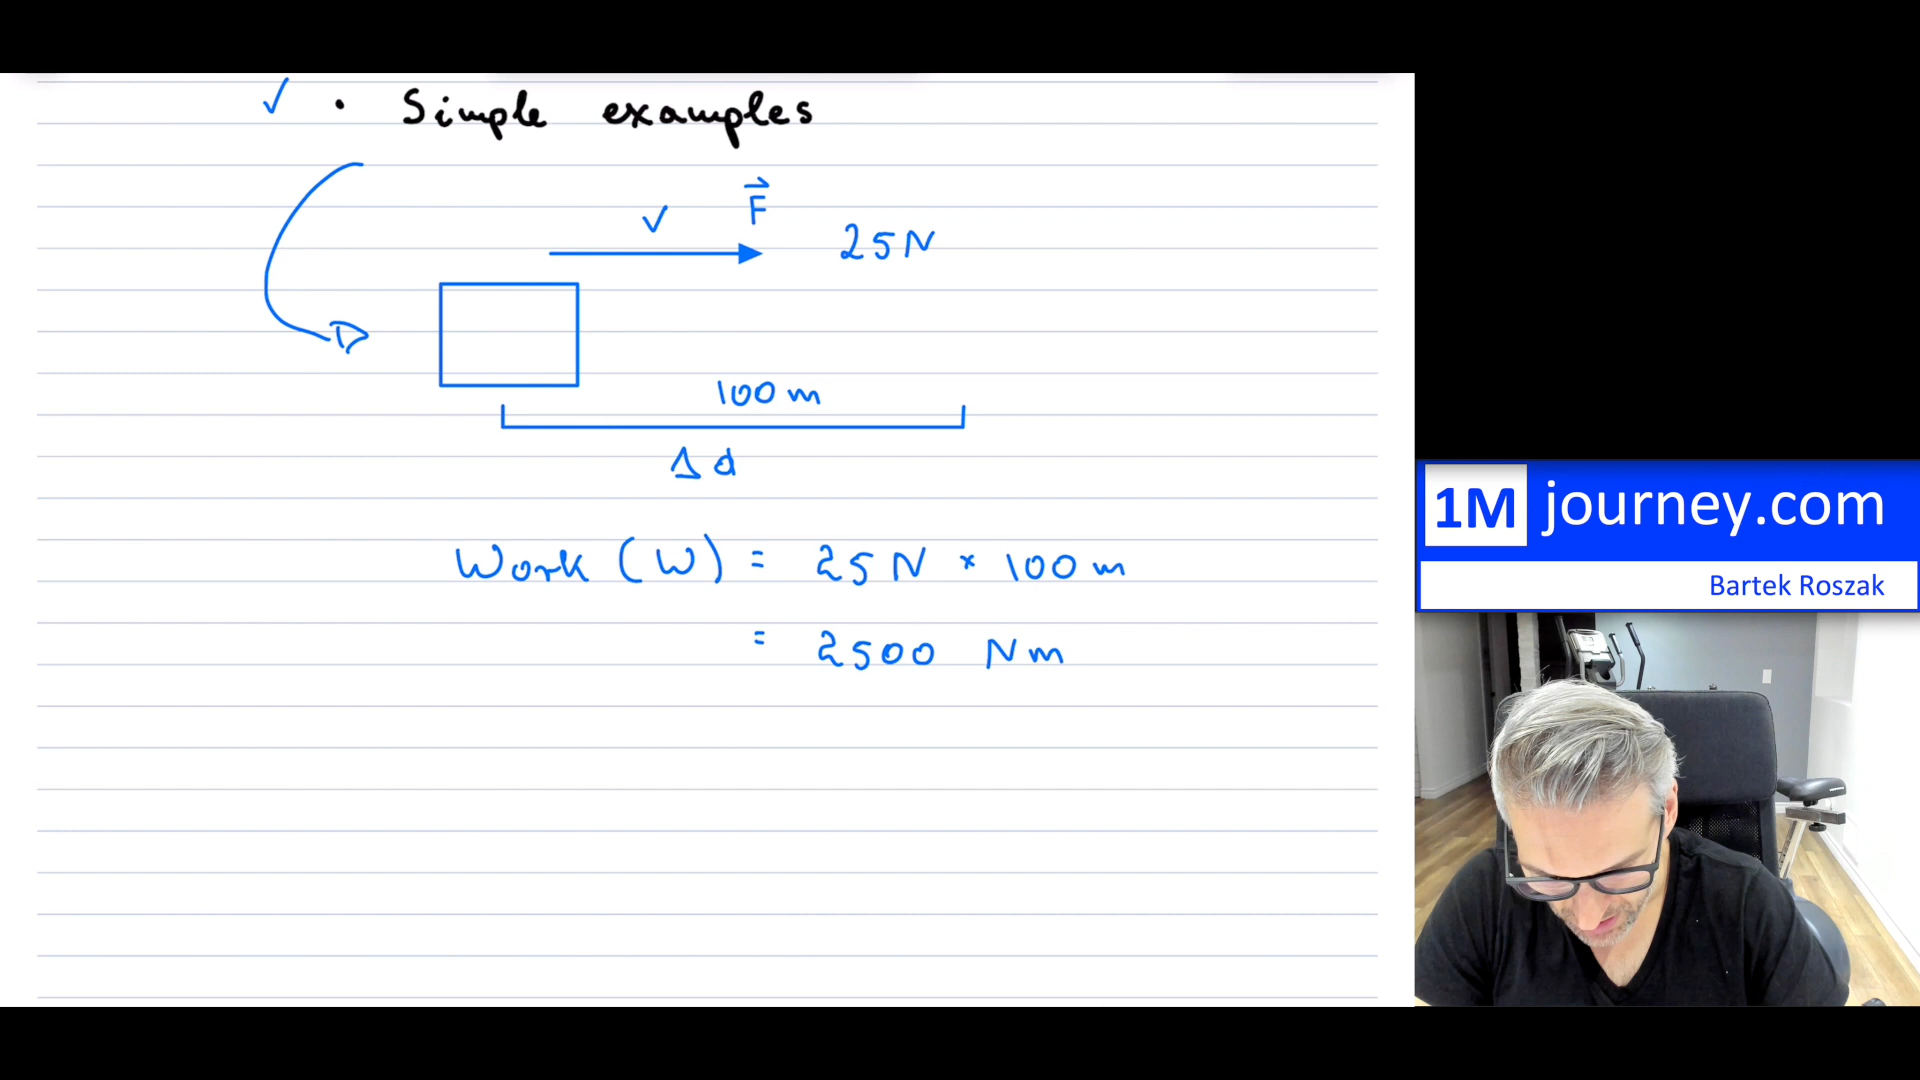 ✓ • Simple examples
✓ F⃗
25N
100 m
Δd
Work (W) = 25 N × 100 m
= 2500 Nm
1M journey.com
Bartek Roszak